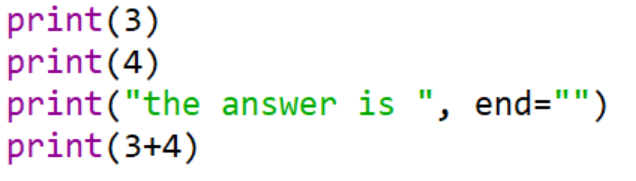 print(3)
print(4)
print("the answer is ", end="")
print(3+4)